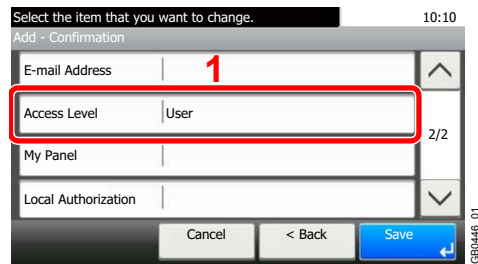 Select the item that you want to change.
10:10
Add - Confirmation
E-mail Address
1
Access Level
User
2/2
My Panel
Local Authorization
Cancel
< Back
Save
GB0446_01